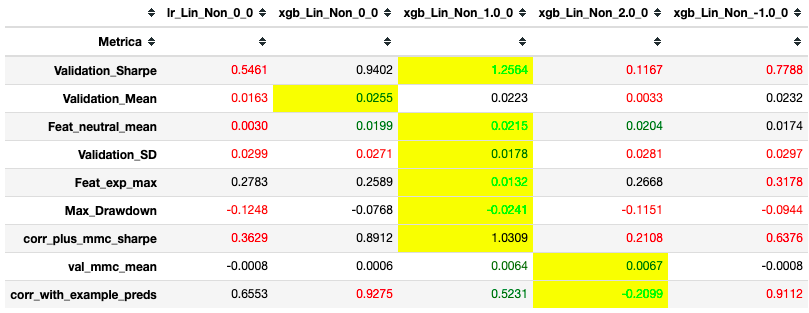 lr_Lin_Non_0_0 xgb_Lin_Non_0_0 xgb_Lin_Non_1.0_0 xgb_Lin_Non_2.0_0 xgb_Lin_Non_-1.0_0
Metrica
Validation_Sharpe 0.5461 0.9402 1.2564 0.1167 0.7788
Validation_Mean 0.0163 0.0255 0.0223 0.0033 0.0232
Feat_neutral_mean 0.0030 0.0199 0.0215 0.0204 0.0174
Validation_SD 0.0299 0.0271 0.0178 0.0281 0.0297
Feat_exp_max 0.2783 0.2589 0.0132 0.2668 0.3178
Max_Drawdown -0.1248 -0.0768 -0.0241 -0.1151 -0.0944
corr_plus_mmc_sharpe 0.3629 0.8912 1.0309 0.2108 0.6376
val_mmc_mean -0.0008 0.0006 0.0064 0.0067 -0.0008
corr_with_example_preds 0.6553 0.9275 0.5231 -0.2099 0.9112